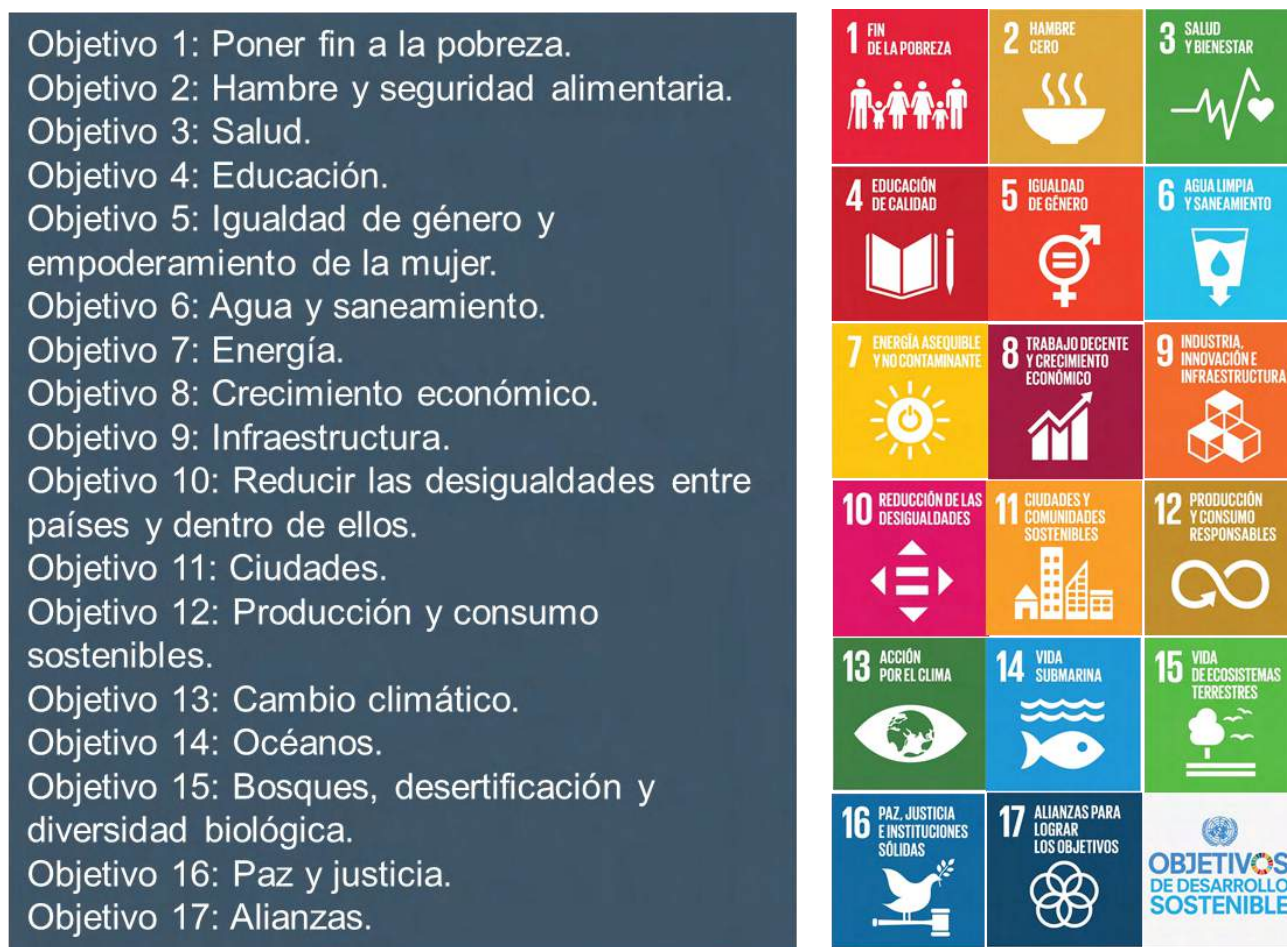 Objetivo 1: Poner fin a la pobreza.
Objetivo 2: Hambre y seguridad alimentaria.
Objetivo 3: Salud.
Objetivo 4: Educación.
Objetivo 5: Igualdad de género y
empoderamiento de la mujer.
Objetivo 6: Agua y saneamiento.
Objetivo 7: Energía.
Objetivo 8: Crecimiento económico.
Objetivo 9: Infraestructura.
Objetivo 10: Reducir las desigualdades entre
países y dentro de ellos.
Objetivo 11: Ciudades.
Objetivo 12: Producción y consumo
sostenibles.
Objetivo 13: Cambio climático.
Objetivo 14: Océanos.
Objetivo 15: Bosques, desertificación y
diversidad biológica.
Objetivo 16: Paz y justicia.
Objetivo 17: Alianzas.
1 FIN
DE LA POBREZA
2 HAMBRE
CERO
3 SALUD
Y BIENESTAR
4 EDUCACIÓN
DE CALIDAD
5 IGUALDAD
DE GÉNERO
6 AGUA LIMPIA
Y SANEAMIENTO
7 ENERGÍA ASEQUIBLE
Y NO CONTAMINANTE
8 TRABAJO DECENTE
Y CRECIMIENTO
ECONÓMICO
9 INDUSTRIA,
INNOVACIÓN E
INFRAESTRUCTURA
10 REDUCCIÓN DE LAS
DESIGUALDADES
11 CIUDADES Y
COMUNIDADES
SOSTENIBLES
12 PRODUCCIÓN
Y CONSUMO
RESPONSABLES
13 ACCIÓN
POR EL CLIMA
14 VIDA
SUBMARINA
15 VIDA
DE ECOSISTEMAS
TERRESTRES
16 PAZ, JUSTICIA
E INSTITUCIONES
SÓLIDAS
17 ALIANZAS PARA
LOGRAR
LOS OBJETIVOS
OBJETIVOS
DE DESARROLLO
SOSTENIBLE